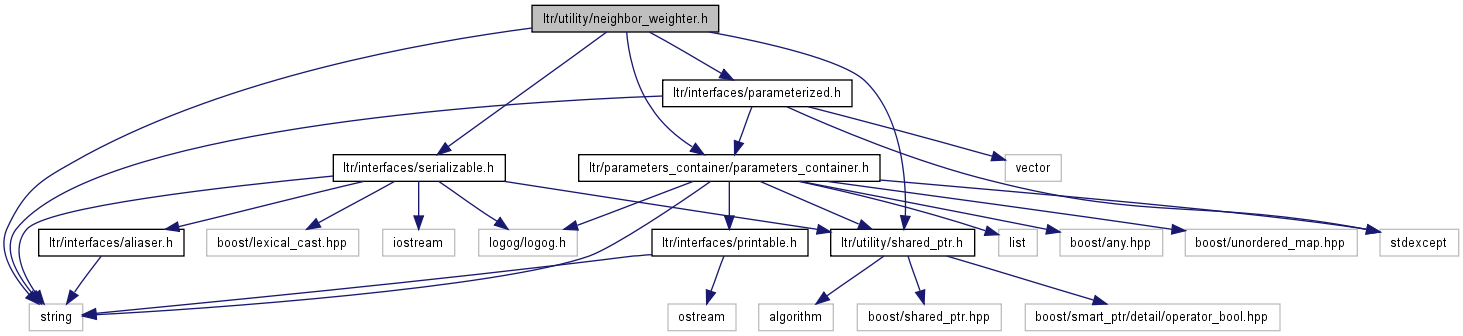 ltr/utility/neighbor_weighter.h
ltr/interfaces/parameterized.h
ltr/interfaces/serializable.h
ltr/parameters_container/parameters_container.h
vector
ltr/interfaces/aliaser.h
boost/lexical_cast.hpp
iostream
logog/logog.h
ltr/interfaces/printable.h
ltr/utility/shared_ptr.h
list
boost/any.hpp
boost/unordered_map.hpp
stdexcept
string
ostream
algorithm
boost/shared_ptr.hpp
boost/smart_ptr/detail/operator_bool.hpp